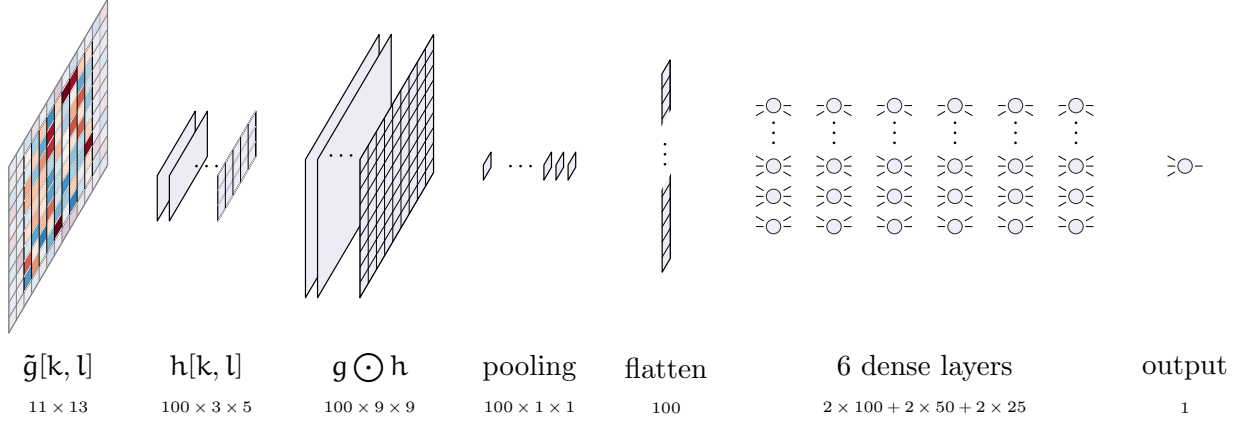 g̃[k, l] h[k, l] g ⊙ h pooling flatten 6 dense layers output
11 × 13 100 × 3 × 5 100 × 9 × 9 100 × 1 × 1 100 2 × 100 + 2 × 50 + 2 × 25 1